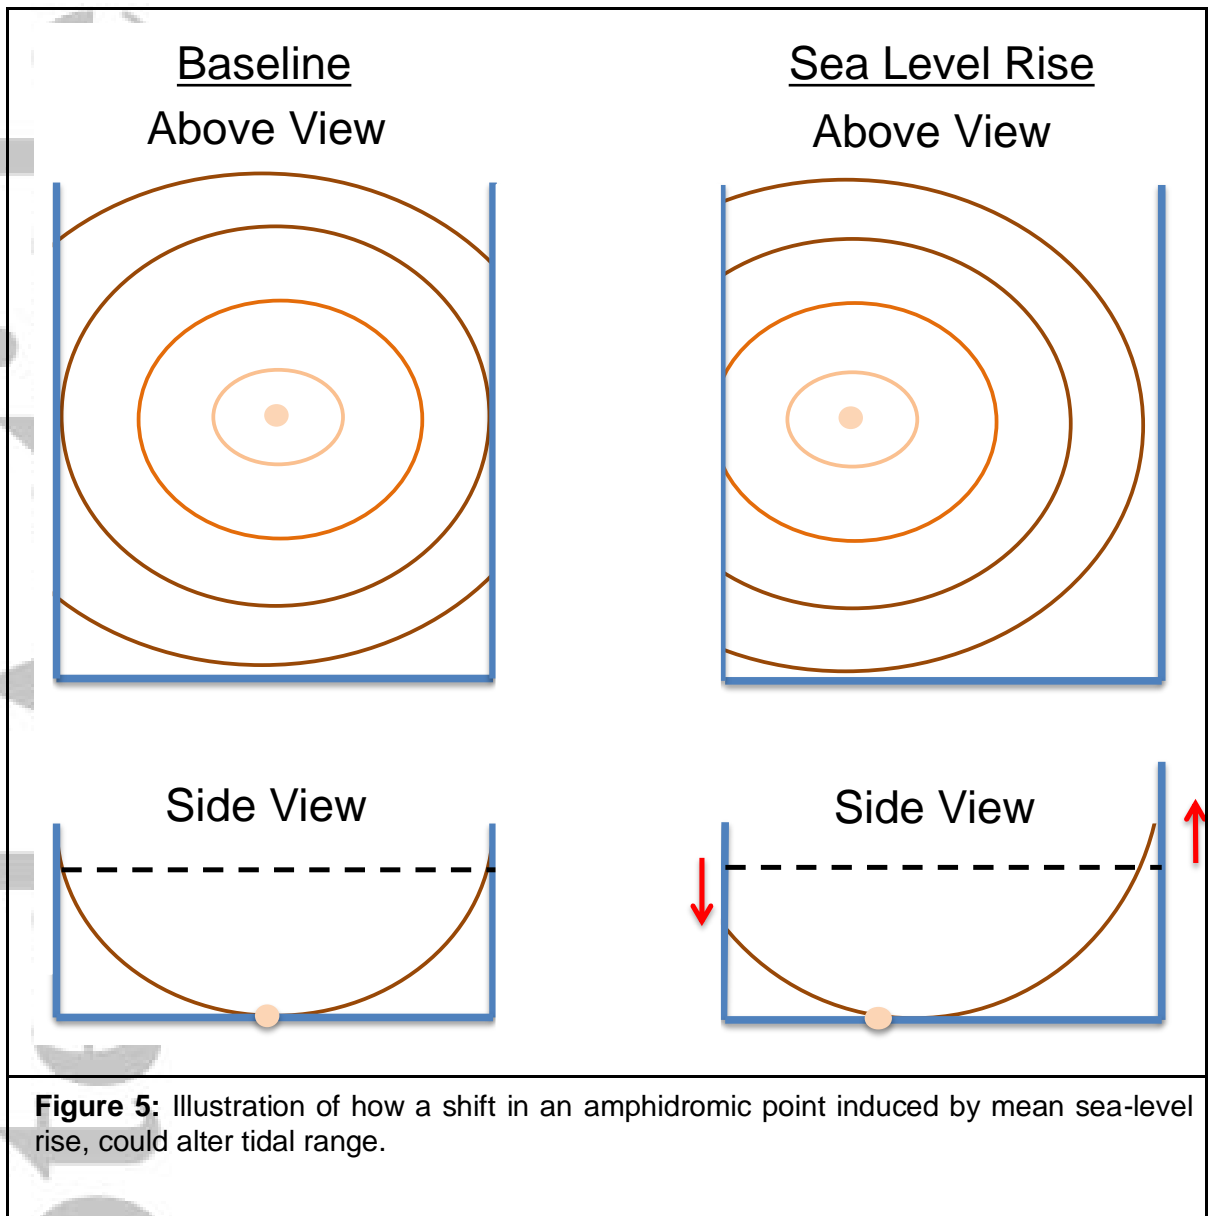 Baseline
Above View
Sea Level Rise
Above View
Side View
Side View
Figure 5: Illustration of how a shift in an amphidromic point induced by mean sea-level
rise, could alter tidal range.